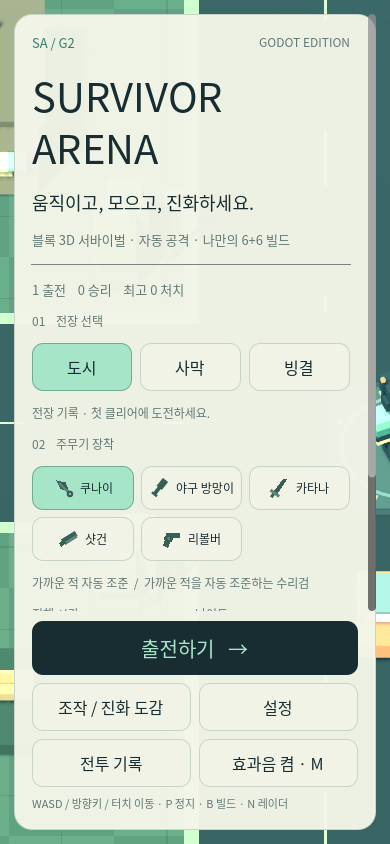 SA / G2
GODOT EDITION
SURVIVOR
ARENA
움직이고, 모으고, 진화하세요.
블록 3D 서바이벌 · 자동 공격 · 나만의 6+6 빌드
1 출전 0 승리 최고 0 처치
01 전장 선택
도시 사막 빙결
전장 기록 · 첫 클리어에 도전하세요.
02 주무기 장착
쿠나이 야구 방망이 카타나
샷건 리볼버
가까운 적 자동 조준 / 가까운 적을 자동 조준하는 수리검
출전하기 →
조작 / 진화 도감 설정
전투 기록 효과음 켬 · M
WASD / 방향키 / 터치 이동 · P 정지 · B 빌드 · N 레이더